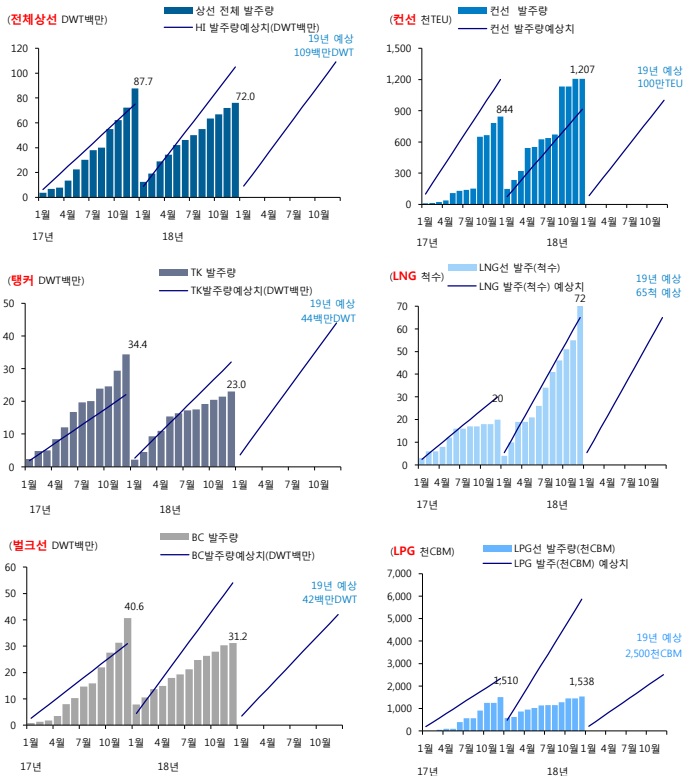 (전체상선 DWT백만)
상선 전체 발주량
HI 발주량예상치(DWT백만)
19년 예상
109백만DWT
120
100
80
60
40
20
0
87.7
72.0
1월 4월 7월 10월 1월 4월 7월 10월 1월 4월 7월 10월
17년 18년
(컨선 천TEU)
컨선 발주량
컨선 발주량예상치
19년 예상
100만TEU
1,500
1,200
900
600
300
0
844
1,207
1월 4월 7월 10월 1월 4월 7월 10월 1월 4월 7월 10월
17년 18년
(탱커 DWT백만)
TK 발주량
TK발주량예상치(DWT백만)
19년 예상
44백만DWT
50
40
30
20
10
0
34.4
23.0
1월 4월 7월 10월 1월 4월 7월 10월 1월 4월 7월 10월
17년 18년
(LNG 척수)
LNG선 발주(척수)
LNG 발주(척수) 예상치
19년 예상
65척 예상
70
60
50
40
30
20
10
0
20
72
1월 4월 7월 10월 1월 4월 7월 10월 1월 4월 7월 10월
17년 18년
(벌크선 DWT백만)
BC 발주량
BC발주량예상치(DWT백만)
19년 예상
42백만DWT
60
50
40
30
20
10
0
40.6
31.2
1월 4월 7월 10월 1월 4월 7월 10월 1월 4월 7월 10월
17년 18년
(LPG 천CBM)
LPG선 발주량(천CBM)
LPG 발주(천CBM) 예상치
19년 예상
2,500천CBM
7,000
6,000
5,000
4,000
3,000
2,000
1,000
0
1,510
1,538
1월 4월 7월 10월 1월 4월 7월 10월 1월 4월 7월 10월
17년 18년